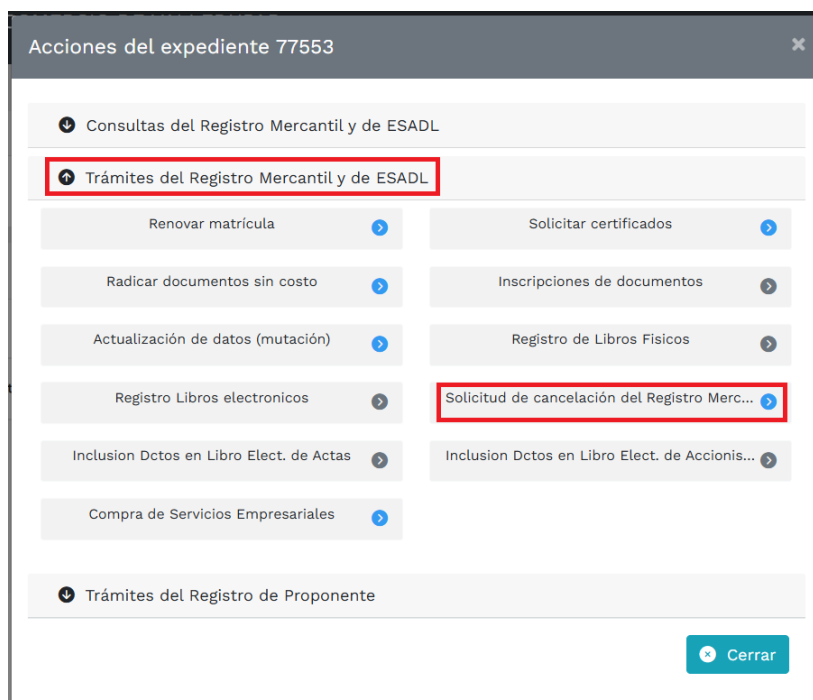 Acciones del expediente 77553
Consultas del Registro Mercantil y de ESADL
Trámites del Registro Mercantil y de ESADL
Renovar matrícula
Solicitar certificados
Radicar documentos sin costo
Inscripciones de documentos
Actualización de datos (mutación)
Registro de Libros Fisicos
Registro Libros electronicos
Solicitud de cancelación del Registro Merc...
Inclusion Dctos en Libro Elect. de Actas
Inclusion Dctos en Libro Elect. de Accionis...
Compra de Servicios Empresariales
Trámites del Registro de Proponente
Cerrar